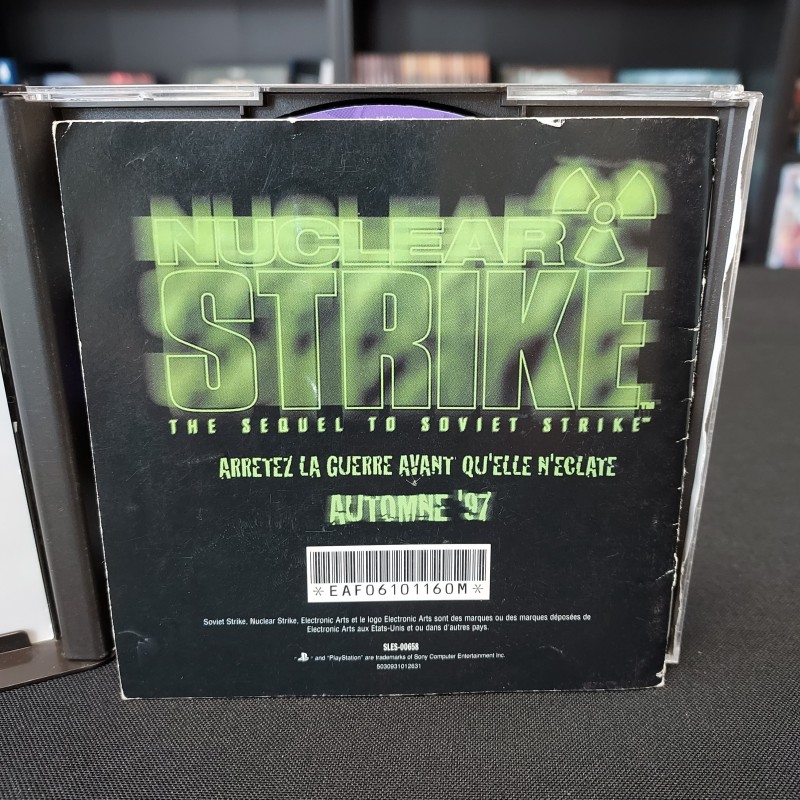 NUCLEAR
STRIKE™
THE SEQUEL TO SOVIET STRIKE™
ARRETEZ LA GUERRE AVANT QU'ELLE N'ECLATE
AUTOMNE '97
*EAF06101160M*
Soviet Strike, Nuclear Strike, Electronic Arts et le logo Electronic Arts sont des marques ou des marques déposées de
Electronic Arts aux Etats-Unis et ou dans d'autres pays.
SLES-00658
" " and "PlayStation" are trademarks of Sony Computer Entertainment Inc.
5030931012631